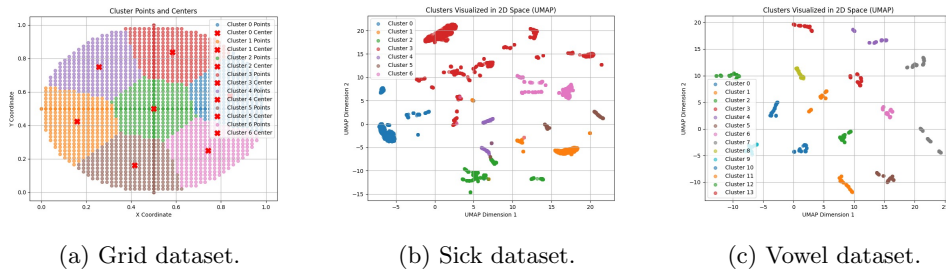 Cluster Points and Centers
1.0
0.8
0.6
0.4
0.2
0.0
Y Coordinate
0.0
0.2
0.4
0.6
0.8
1.0
X Coordinate
Cluster 0 Points
Cluster 0 Center
Cluster 1 Points
Cluster 1 Center
Cluster 2 Points
Cluster 2 Center
Cluster 3 Points
Cluster 3 Center
Cluster 4 Points
Cluster 4 Center
Cluster 5 Points
Cluster 5 Center
Cluster 6 Points
Cluster 6 Center
(a) Grid dataset.
Clusters Visualized in 2D Space (UMAP)
20
15
10
5
0
−5
−10
−15
UMAP Dimension 2
−5
0
5
10
15
20
UMAP Dimension 1
Cluster 0
Cluster 1
Cluster 2
Cluster 3
Cluster 4
Cluster 5
Cluster 6
(b) Sick dataset.
Clusters Visualized in 2D Space (UMAP)
20
15
10
5
0
−5
−10
UMAP Dimension 2
−10
−5
0
5
10
15
20
UMAP Dimension 1
Cluster 0
Cluster 1
Cluster 2
Cluster 3
Cluster 4
Cluster 5
Cluster 6
Cluster 7
Cluster 8
Cluster 9
Cluster 10
Cluster 11
Cluster 12
Cluster 13
(c) Vowel dataset.